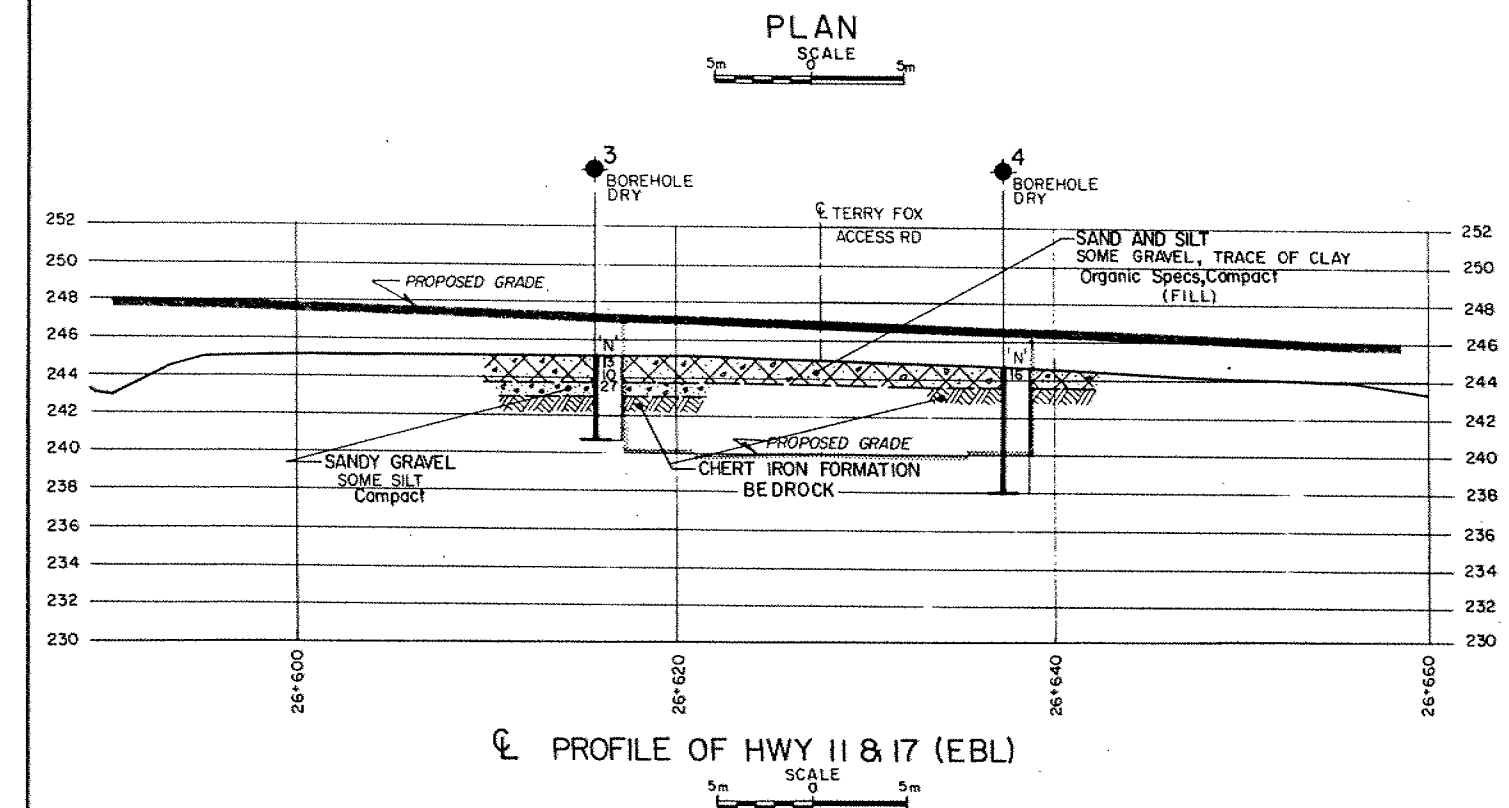 PLAN
SCALE
5m 0 5m
3
BOREHOLE
DRY
4
BOREHOLE
DRY
℄ TERRY FOX
ACCESS RD
SAND AND SILT
SOME GRAVEL, TRACE OF CLAY
Organic Specs, Compact
(FILL)
252
250
248
246
244
242
240
238
236
234
232
230
PROPOSED GRADE
'N'
13
10
27
'N'
16
PROPOSED GRADE
SANDY GRAVEL
SOME SILT
Compact
CHERT IRON FORMATION
BEDROCK
252
250
248
246
244
242
240
238
236
234
232
230
26+600
26+620
26+640
26+660
℄ PROFILE OF HWY 11 & 17 (EBL)
SCALE
5m 0 5m